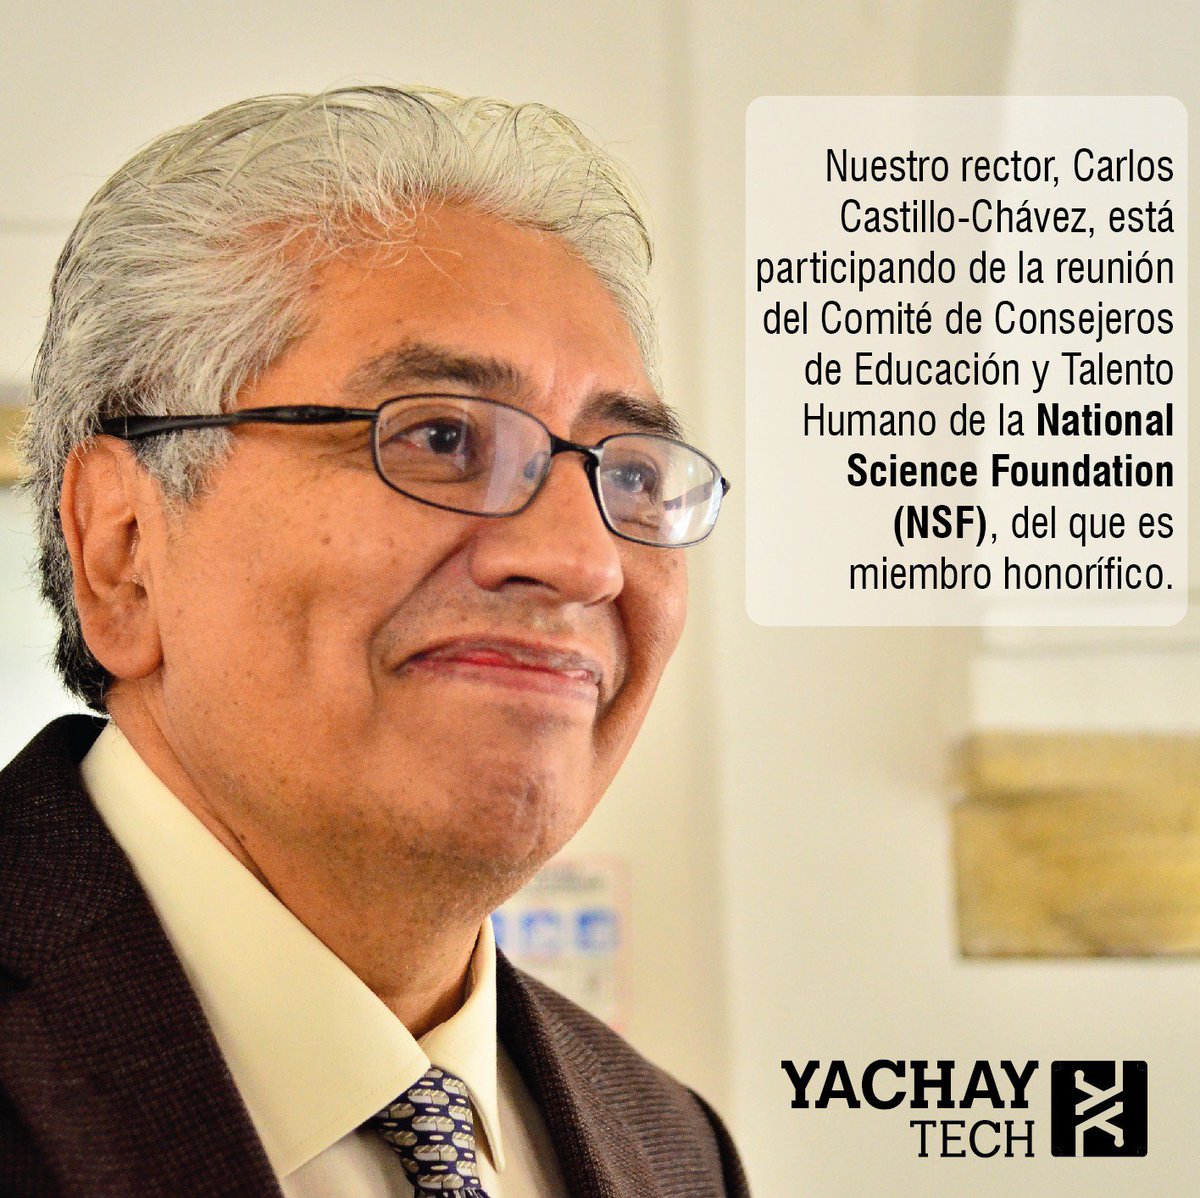 Nuestro rector, Carlos
Castillo-Chávez, está
participando de la reunión
del Comité de Consejeros
de Educación y Talento
Humano de la National
Science Foundation
(NSF), del que es
miembro honorífico.
YACHAY
TECH